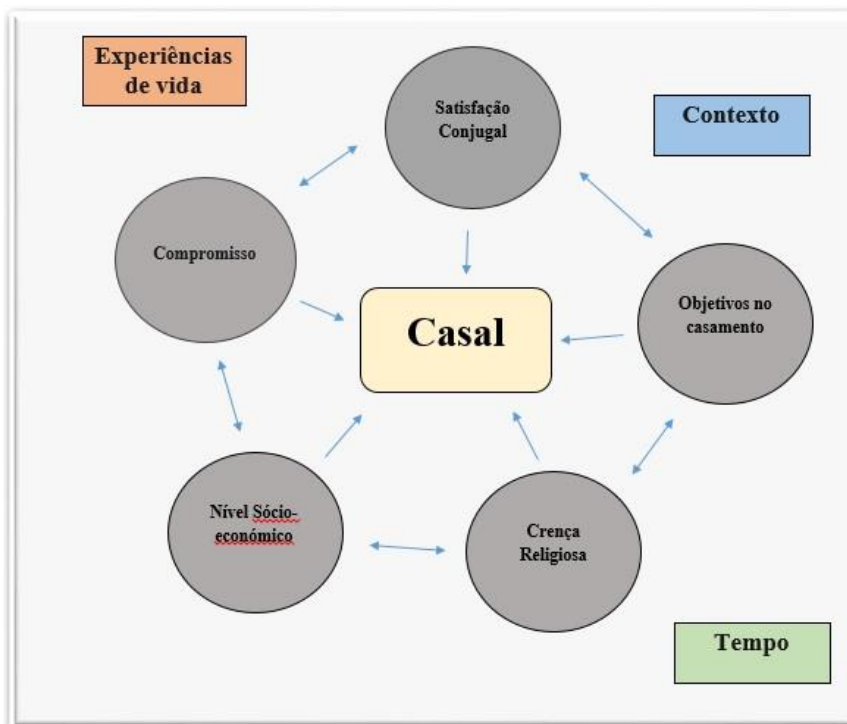 Experiências
de vida
Satisfação
Conjugal
Contexto
Compromisso
Objetivos no
casamento
Casal
Nível Sócio-
económico
Crença
Religiosa
Tempo